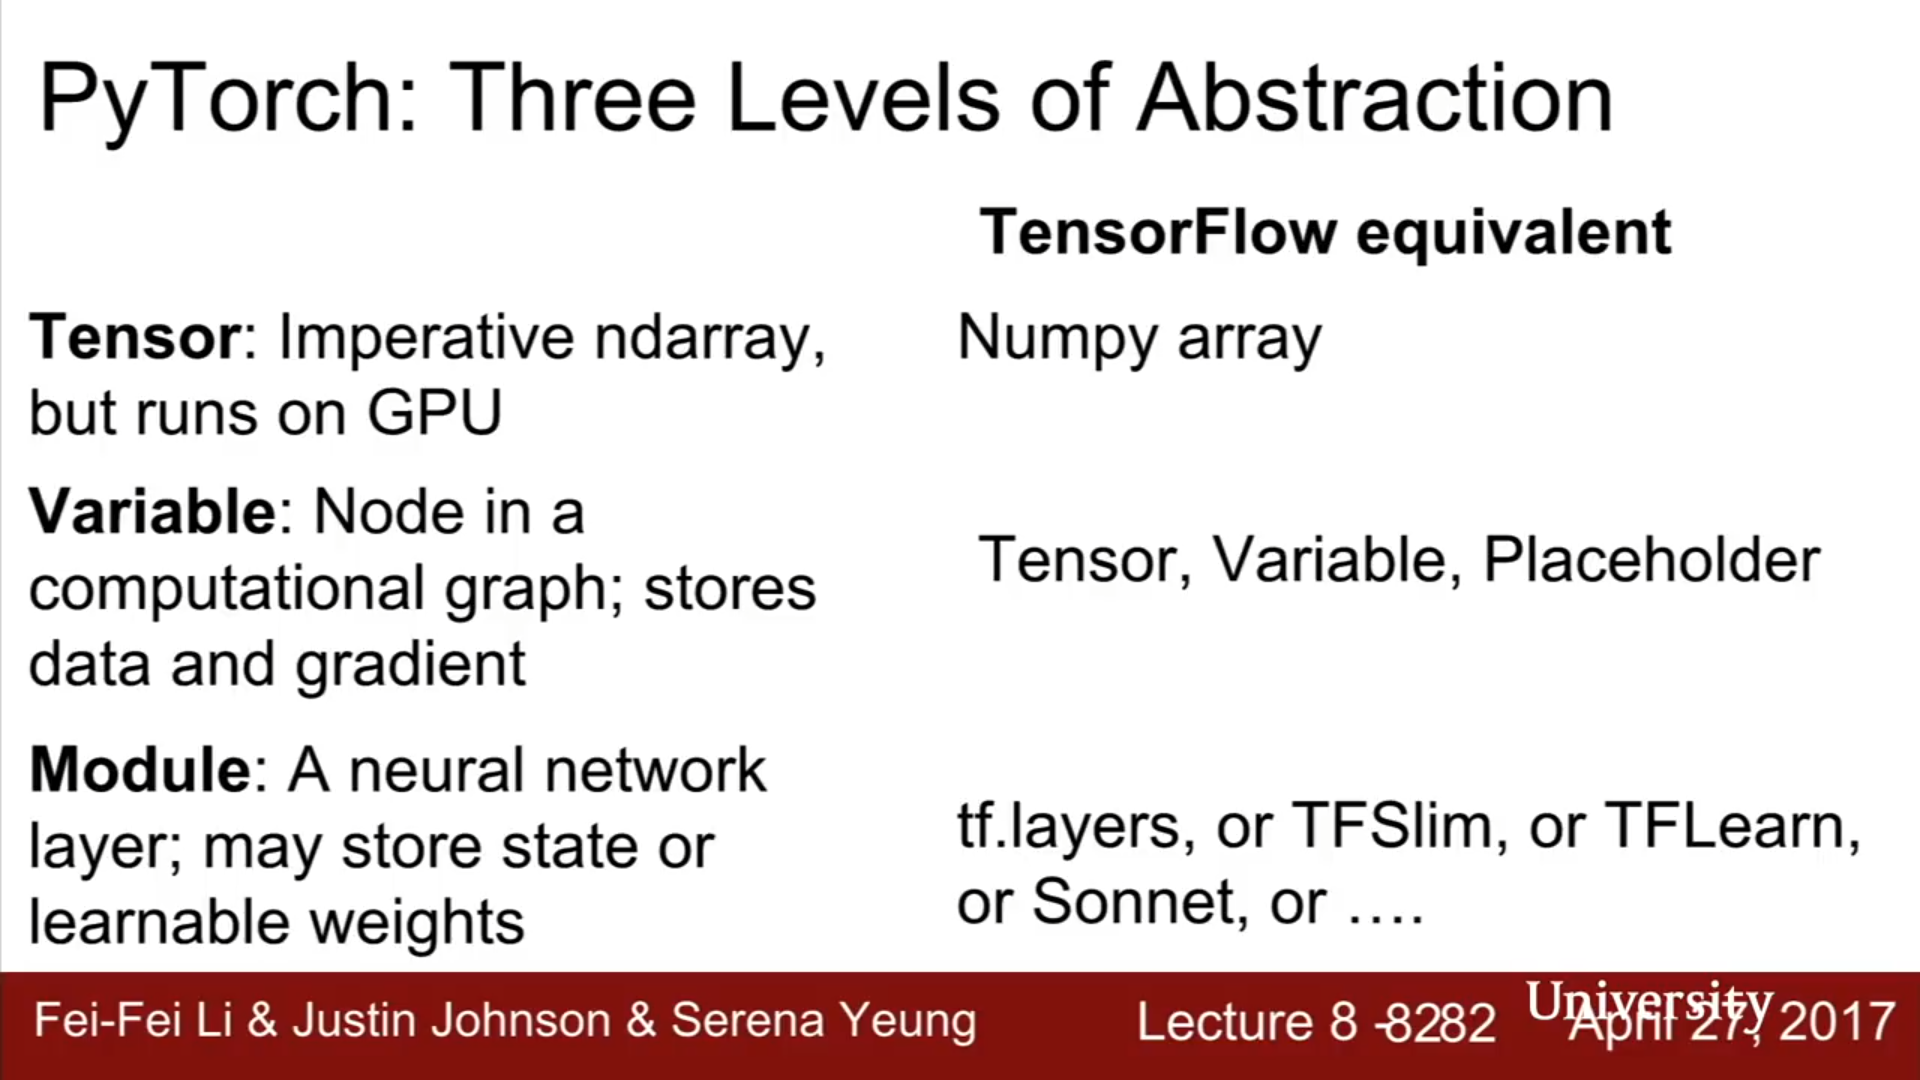 PyTorch: Three Levels of Abstraction
TensorFlow equivalent
Tensor: Imperative ndarray,
but runs on GPU
Numpy array
Variable: Node in a
computational graph; stores
data and gradient
Tensor, Variable, Placeholder
Module: A neural network
layer; may store state or
learnable weights
tf.layers, or TFSlim, or TFLearn,
or Sonnet, or ....
Fei-Fei Li & Justin Johnson & Serena Yeung
Lecture 8 -8282
University
April 27, 2017